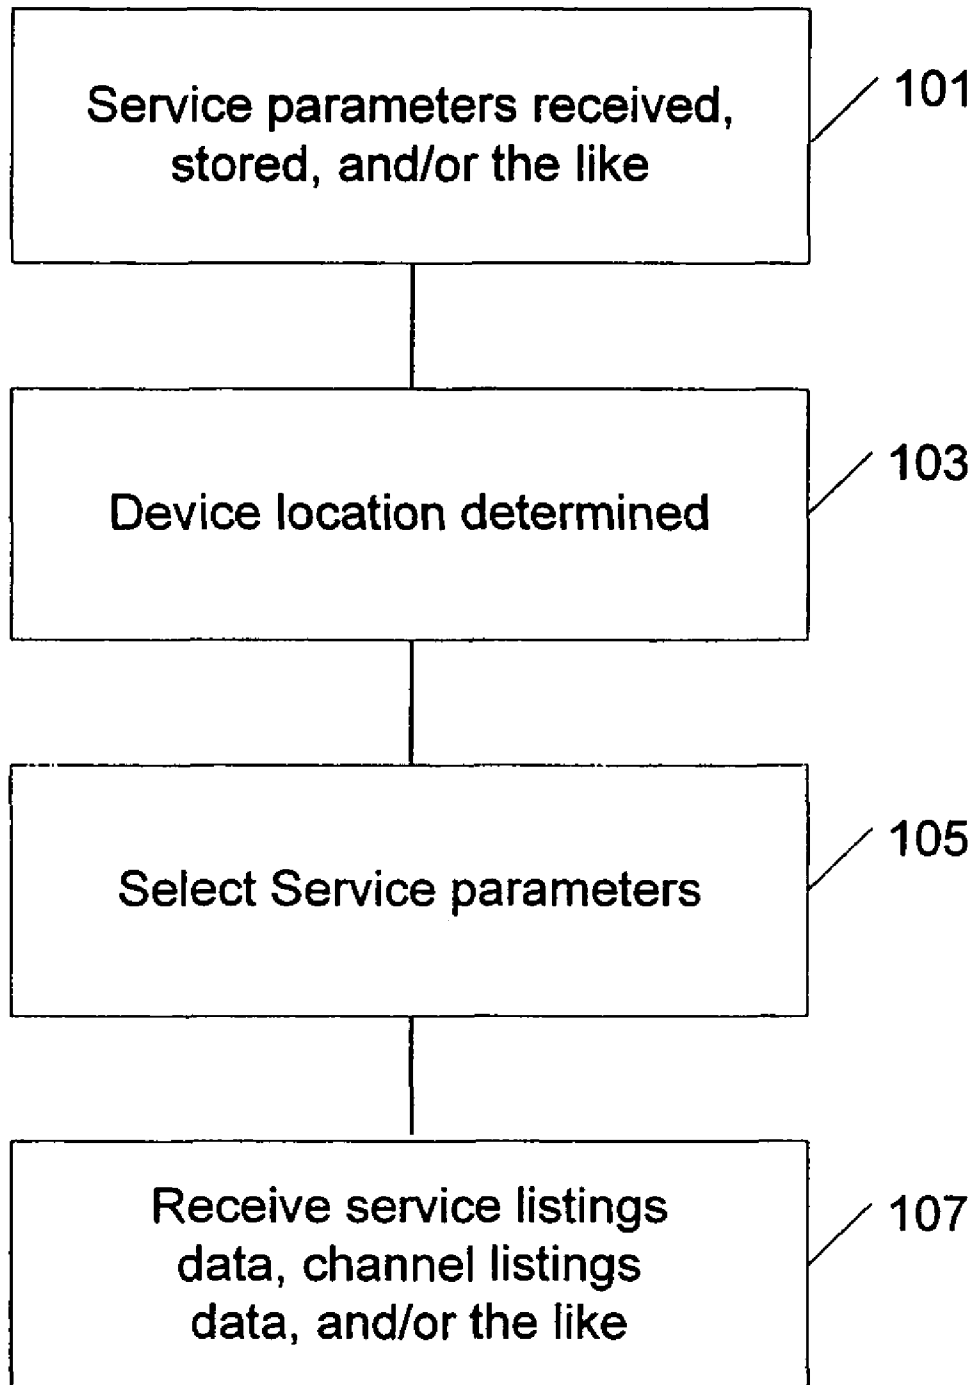 Service parameters received,
stored, and/or the like
101
Device location determined
103
Select Service parameters
105
Receive service listings
data, channel listings
data, and/or the like
107